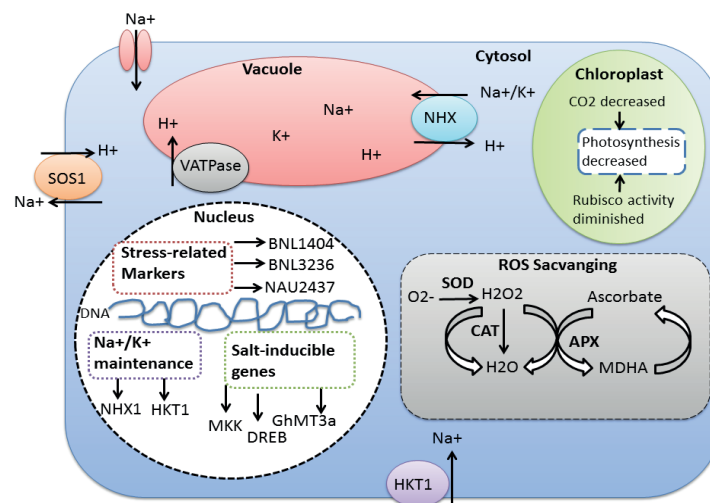 Na+
Vacuole
Cytosol
Chloroplast
CO2 decreased
Photosynthesis
decreased
Rubisco activity
diminished
Na+/K+
NHX
H+
Na+
K+
H+
H+
VATPase
H+
SOS1
Na+
Nucleus
Stress-related
Markers
BNL1404
BNL3236
NAU2437
DNA
Na+/K+
maintenance
NHX1
HKT1
Salt-inducible
genes
MKK
DREB
GhMT3a
ROS Sacvanging
O2-
SOD
H2O2
Ascorbate
CAT
APX
H2O
MDHA
Na+
HKT1